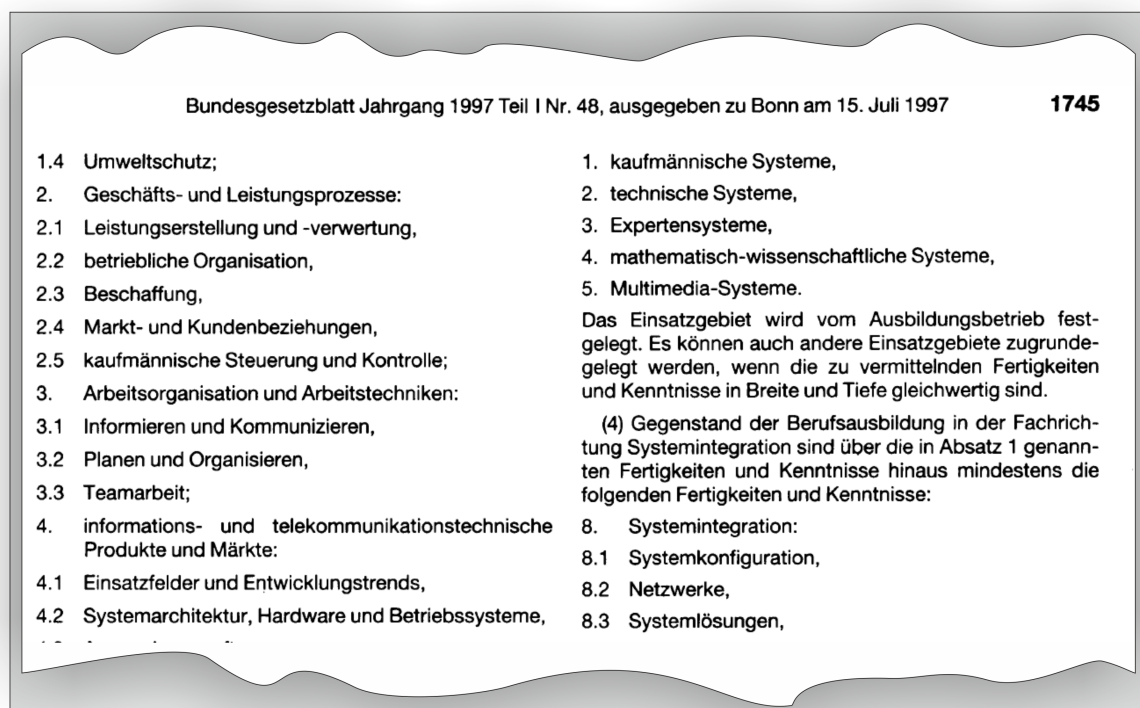 Bundesgesetzblatt Jahrgang 1997 Teil I Nr. 48, ausgegeben zu Bonn am 15. Juli 1997 1745
1.4 Umweltschutz;
2. Geschäfts- und Leistungsprozesse:
2.1 Leistungserstellung und -verwertung,
2.2 betriebliche Organisation,
2.3 Beschaffung,
2.4 Markt- und Kundenbeziehungen,
2.5 kaufmännische Steuerung und Kontrolle;
3. Arbeitsorganisation und Arbeitstechniken:
3.1 Informieren und Kommunizieren,
3.2 Planen und Organisieren,
3.3 Teamarbeit;
4. informations- und telekommunikationstechnische
Produkte und Märkte:
4.1 Einsatzfelder und Entwicklungstrends,
4.2 Systemarchitektur, Hardware und Betriebssysteme,
1. kaufmännische Systeme,
2. technische Systeme,
3. Expertensysteme,
4. mathematisch-wissenschaftliche Systeme,
5. Multimedia-Systeme.
Das Einsatzgebiet wird vom Ausbildungsbetrieb fest-
gelegt. Es können auch andere Einsatzgebiete zugrunde-
gelegt werden, wenn die zu vermittelnden Fertigkeiten
und Kenntnisse in Breite und Tiefe gleichwertig sind.
(4) Gegenstand der Berufsausbildung in der Fachrich-
tung Systemintegration sind über die in Absatz 1 genann-
ten Fertigkeiten und Kenntnisse hinaus mindestens die
folgenden Fertigkeiten und Kenntnisse:
8. Systemintegration:
8.1 Systemkonfiguration,
8.2 Netzwerke,
8.3 Systemlösungen,